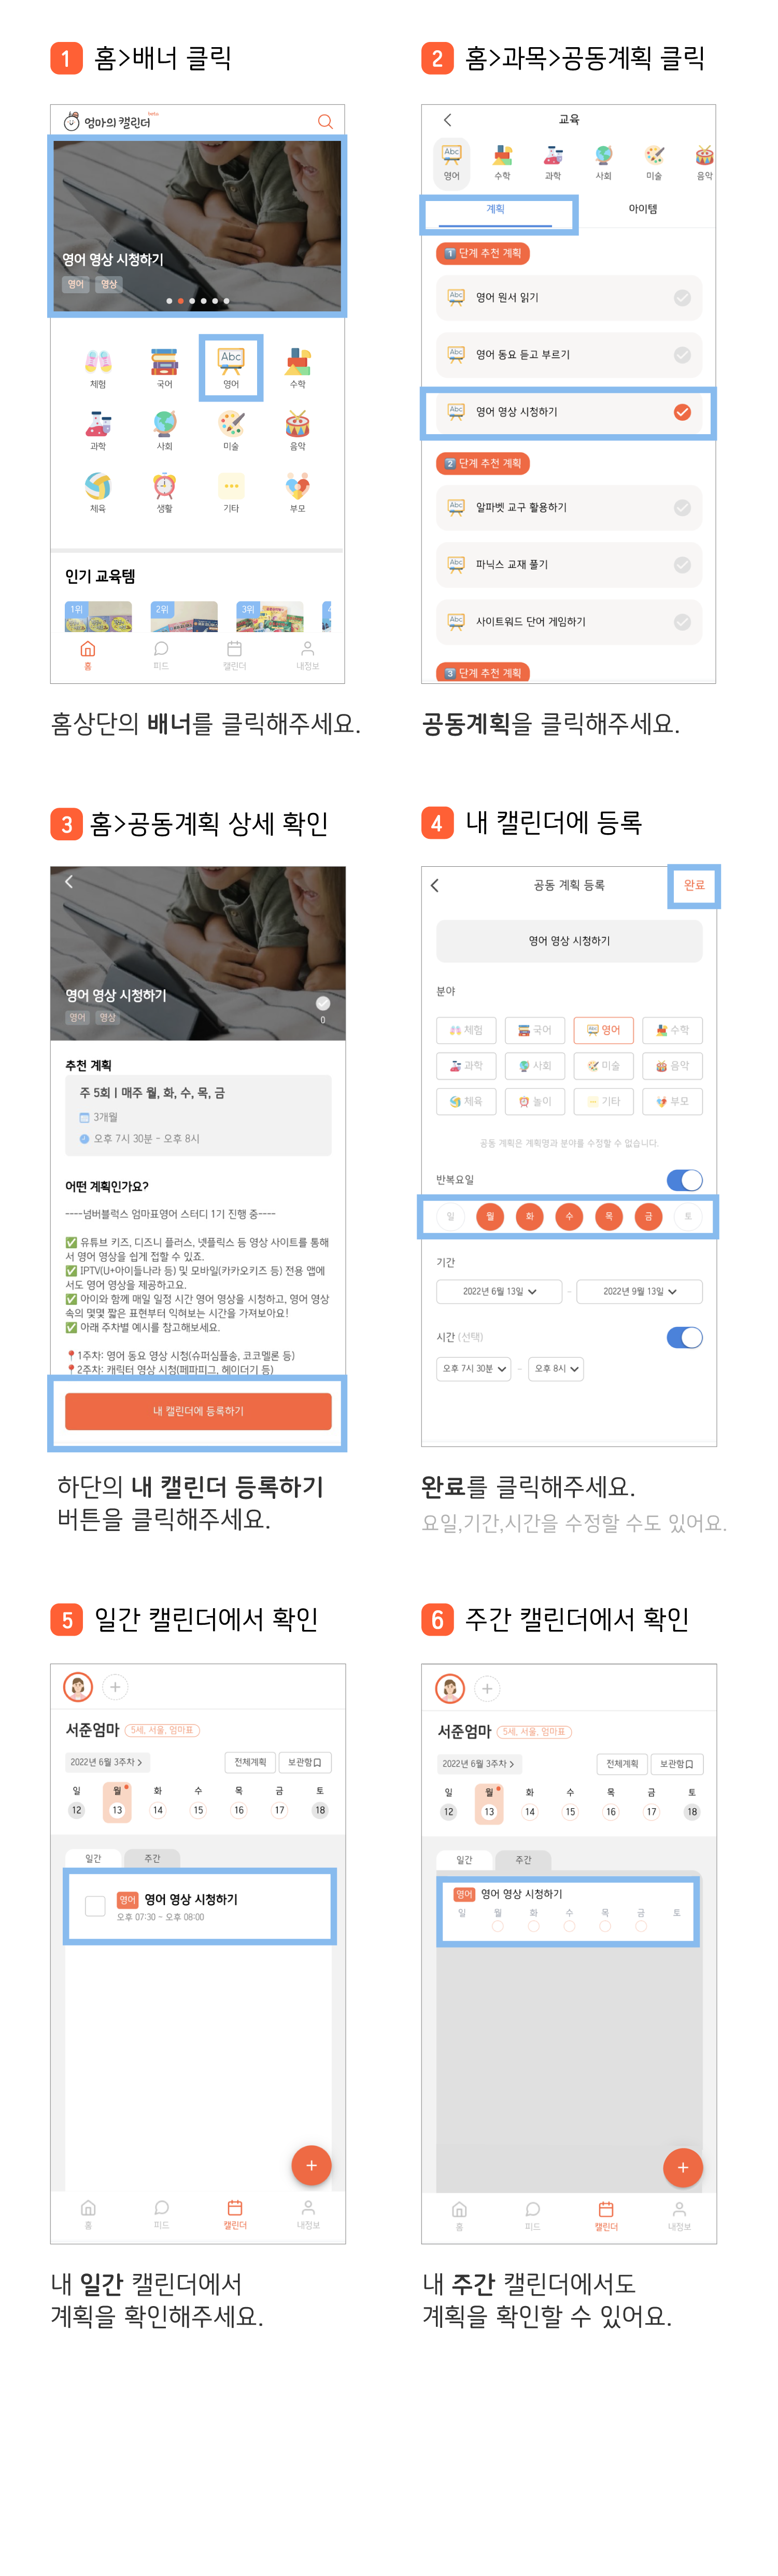 1 홈>배너 클릭
엄마의 캘린더 beta
영어 영상 시청하기
영어 영상
체험 국어 Abc 영어 수학
과학 사회 미술 음악
체육 생활 기타 부모
인기 교육템
1위 2위 3위
홈 피드 캘린더 내정보
홈상단의 배너를 클릭해주세요.
2 홈>과목>공동계획 클릭
교육
Abc
영어 수학 과학 사회 미술 음악
계획 아이템
1 단계 추천 계획
Abc 영어 원서 읽기
Abc 영어 동요 듣고 부르기
Abc 영어 영상 시청하기
2 단계 추천 계획
Abc 알파벳 교구 활용하기
Abc 파닉스 교재 풀기
Abc 사이트워드 단어 게임하기
3 단계 추천 계획
공동계획을 클릭해주세요.
3 홈>공동계획 상세 확인
영어 영상 시청하기
영어 영상
0
추천 계획
주 5회 | 매주 월, 화, 수, 목, 금
3개월
오후 7시 30분 - 오후 8시
어떤 계획인가요?
----넘버블럭스 엄마표영어 스터디 1기 진행 중----
✅ 유튜브 키즈, 디즈니 플러스, 넷플릭스 등 영상 사이트를 통해
서 영어 영상을 쉽게 접할 수 있죠.
✅ IPTV(U+아이들나라 등) 및 모바일(카카오키즈 등) 전용 앱에
서도 영어 영상을 제공하고요.
✅ 아이와 함께 매일 일정 시간 영어 영상을 시청하고, 영어 영상
속의 몇몇 짧은 표현부터 익혀보는 시간을 가져보아요!
✅ 아래 주차별 예시를 참고해보세요.
📍1주차: 영어 동요 영상 시청(슈퍼심플송, 코코멜론 등)
📍2주차: 캐릭터 영상 시청(페파피그, 헤이더기 등)
내 캘린더에 등록하기
하단의 내 캘린더 등록하기
버튼을 클릭해주세요.
4 내 캘린더에 등록
공동 계획 등록 완료
영어 영상 시청하기
분야
체험 국어 영어 수학
과학 사회 미술 음악
체육 놀이 기타 부모
공동 계획은 계획명과 분야를 수정할 수 없습니다.
반복요일
일 월 화 수 목 금 토
기간
2022년 6월 13일 - 2022년 9월 13일
시간 (선택)
오후 7시 30분 - 오후 8시
완료를 클릭해주세요.
요일,기간,시간을 수정할 수도 있어요.
5 일간 캘린더에서 확인
+
서준엄마 5세, 서울, 엄마표
2022년 6월 3주차 > 전체계획 보관함
일 월 화 수 목 금 토
12 13 14 15 16 17 18
일간 주간
영어 영어 영상 시청하기
오후 07:30 ~ 오후 08:00
+
홈 피드 캘린더 내정보
내 일간 캘린더에서
계획을 확인해주세요.
6 주간 캘린더에서 확인
+
서준엄마 5세, 서울, 엄마표
2022년 6월 3주차 > 전체계획 보관함
일 월 화 수 목 금 토
12 13 14 15 16 17 18
일간 주간
영어 영어 영상 시청하기
일 월 화 수 목 금 토
+
홈 피드 캘린더 내정보
내 주간 캘린더에서도
계획을 확인할 수 있어요.